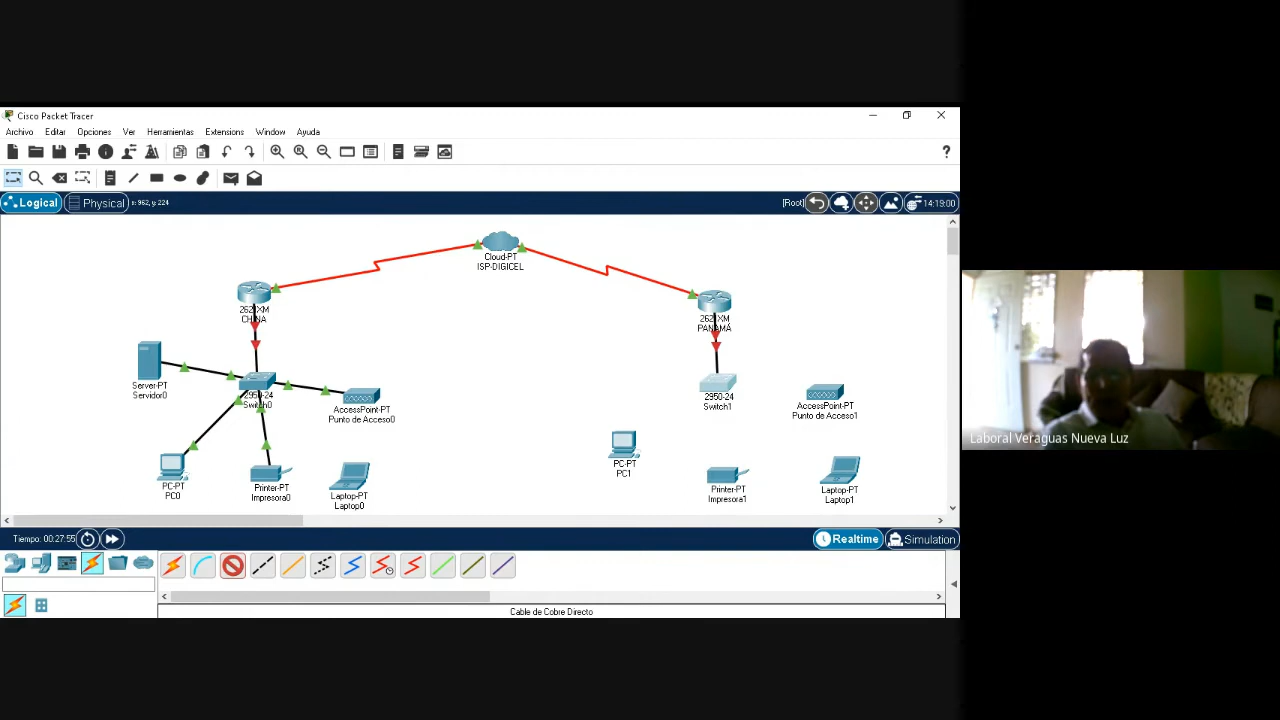 Cisco Packet Tracer
Archivo Editar Opciones Ver Herramientas Extensions Window Ayuda
?
Logical Physical x: 962, y: 224 [Root] 14:19:00
Cloud-PT
ISP-DIGICEL
CHINA
PANAMÁ
Server-PT
Servidor0
2950-24
Switch0
AccessPoint-PT
Punto de Acceso0
2950-24
Switch1
AccessPoint-PT
Punto de Acceso1
PC-PT
PC0
Printer-PT
Impresora0
Laptop-PT
Laptop0
PC-PT
PC1
Printer-PT
Impresora1
Laptop-PT
Laptop1
Tiempo: 00:27:55 Realtime Simulation
Cable de Cobre Directo
Laboral Veraguas Nueva Luz